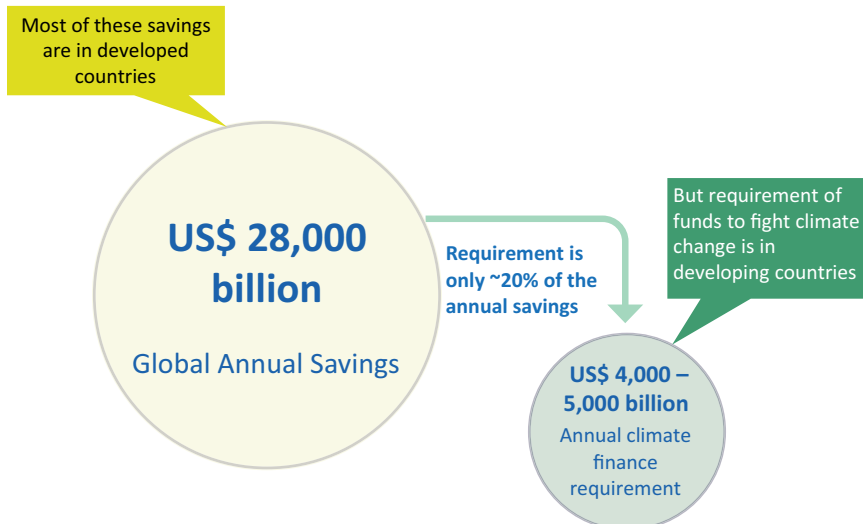 Most of these savings
are in developed
countries
US$ 28,000
billion
Global Annual Savings
Requirement is
only ~20% of the
annual savings
But requirement of
funds to fight climate
change is in
developing countries
US$ 4,000 –
5,000 billion
Annual climate
finance
requirement